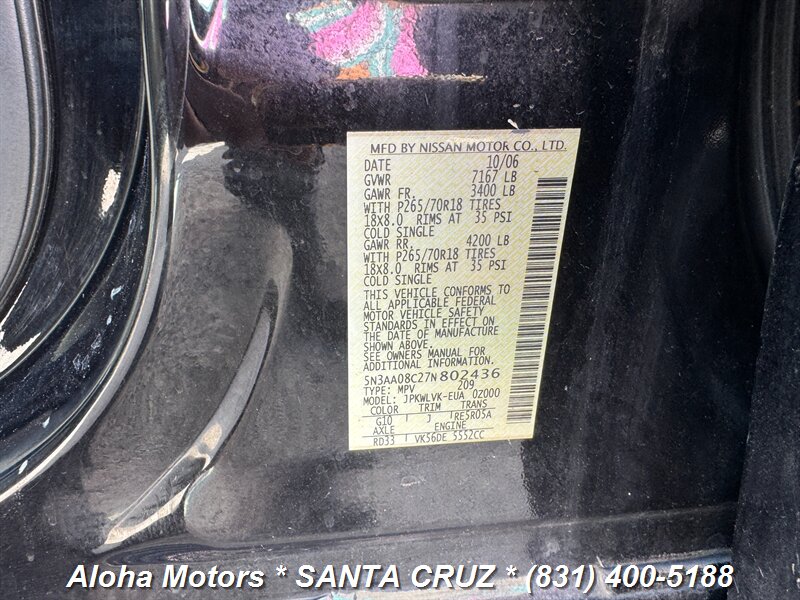 MFD BY NISSAN MOTOR CO., LTD.
DATE 10/06
GVWR 7167 LB
GAWR FR. 3400 LB
WITH P265/70R18 TIRES
18X8.0 RIMS AT 35 PSI
COLD SINGLE
GAWR RR. 4200 LB
WITH P265/70R18 TIRES
18X8.0 RIMS AT 35 PSI
COLD SINGLE
THIS VEHICLE CONFORMS TO
ALL APPLICABLE FEDERAL
MOTOR VEHICLE SAFETY
STANDARDS IN EFFECT ON
THE DATE OF MANUFACTURE
SHOWN ABOVE.
SEE OWNERS MANUAL FOR
ADDITIONAL INFORMATION.
5N3AA08C27N802436
TYPE: MPV Z09
MODEL: JPKWLVK-EUA 0Z000
COLOR TRIM TRANS
G10 J RE5R05A
AXLE ENGINE
RD33 VK56DE 5552CC
Aloha Motors * SANTA CRUZ * (831) 400-5188